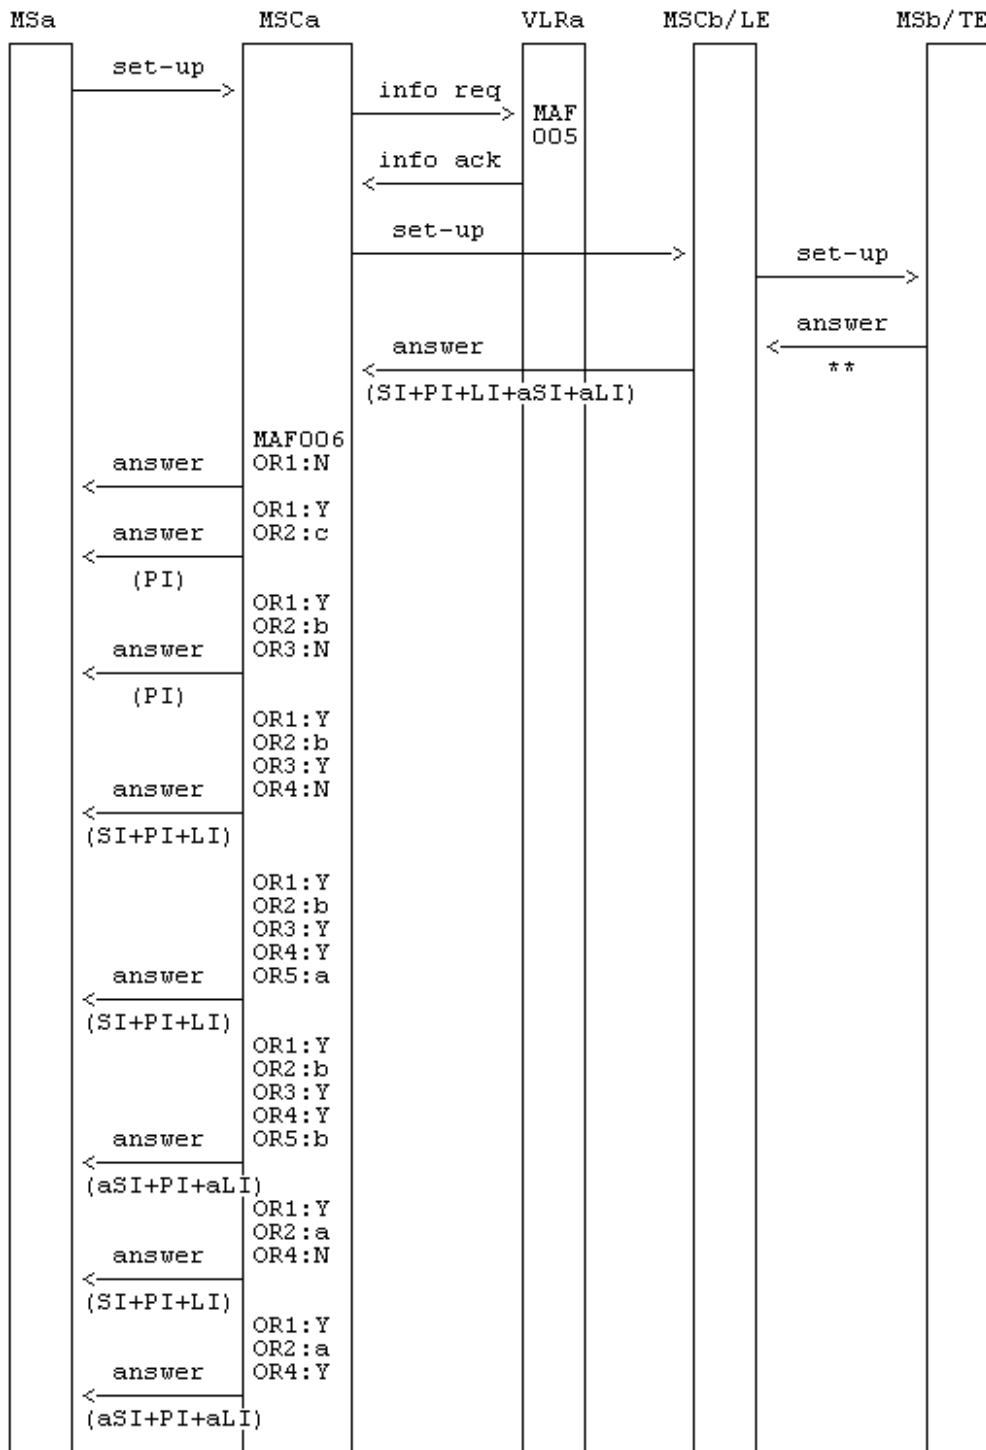 MSa MSCa VLRa MSCb/LE MSb/TE
set-up
info req
MAF
005
info ack
set-up
set-up
answer
**
answer
(SI+PI+LI+aSI+aLI)
MAF006
answer OR1:N
OR1:Y
answer OR2:c
(PI)
OR1:Y
OR2:b
answer OR3:N
(PI)
OR1:Y
OR2:b
OR3:Y
answer OR4:N
(SI+PI+LI)
OR1:Y
OR2:b
OR3:Y
OR4:Y
answer OR5:a
(SI+PI+LI)
OR1:Y
OR2:b
OR3:Y
OR4:Y
answer OR5:b
(aSI+PI+aLI)
OR1:Y
OR2:a
answer OR4:N
(SI+PI+LI)
OR1:Y
OR2:a
answer OR4:Y
(aSI+PI+aLI)